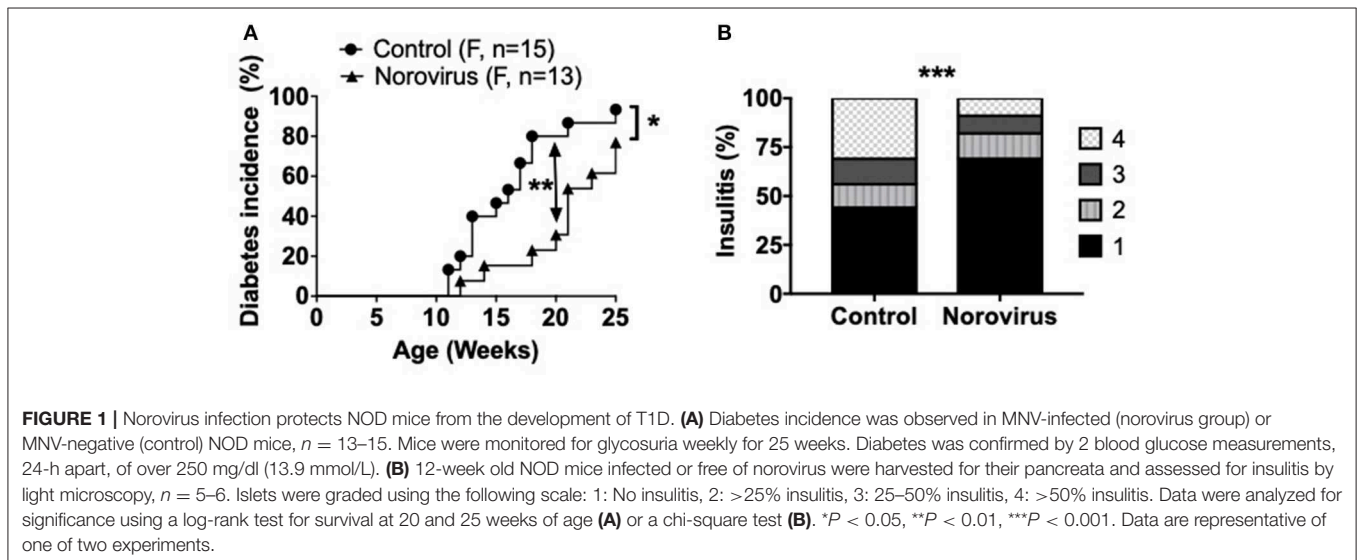 A
Control (F, n=15)
Norovirus (F, n=13)
Diabetes incidence (%)
100
80
60
40
20
0
*
**
0 5 10 15 20 25
Age (Weeks)
B
***
Insulitis (%)
100
75
50
25
0
Control Norovirus
4
3
2
1
FIGURE 1 | Norovirus infection protects NOD mice from the development of T1D. (A) Diabetes incidence was observed in MNV-infected (norovirus group) or
MNV-negative (control) NOD mice, n = 13–15. Mice were monitored for glycosuria weekly for 25 weeks. Diabetes was confirmed by 2 blood glucose measurements,
24-h apart, of over 250 mg/dl (13.9 mmol/L). (B) 12-week old NOD mice infected or free of norovirus were harvested for their pancreata and assessed for insulitis by
light microscopy, n = 5–6. Islets were graded using the following scale: 1: No insulitis, 2: >25% insulitis, 3: 25–50% insulitis, 4: >50% insulitis. Data were analyzed for
significance using a log-rank test for survival at 20 and 25 weeks of age (A) or a chi-square test (B). *P < 0.05, **P < 0.01, ***P < 0.001. Data are representative of
one of two experiments.